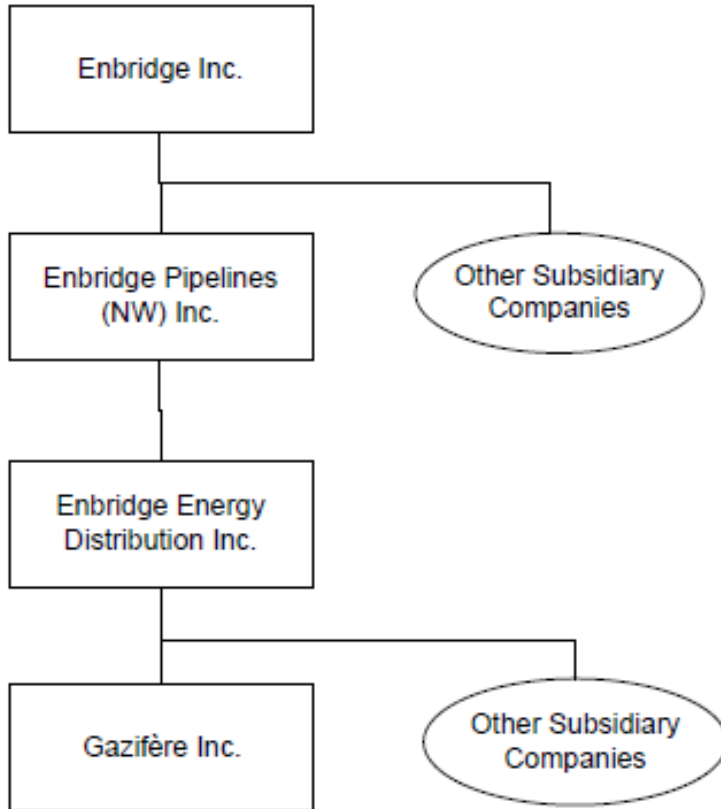 Enbridge Inc.
Enbridge Pipelines
(NW) Inc.
Other Subsidiary
Companies
Enbridge Energy
Distribution Inc.
Gazifère Inc.
Other Subsidiary
Companies